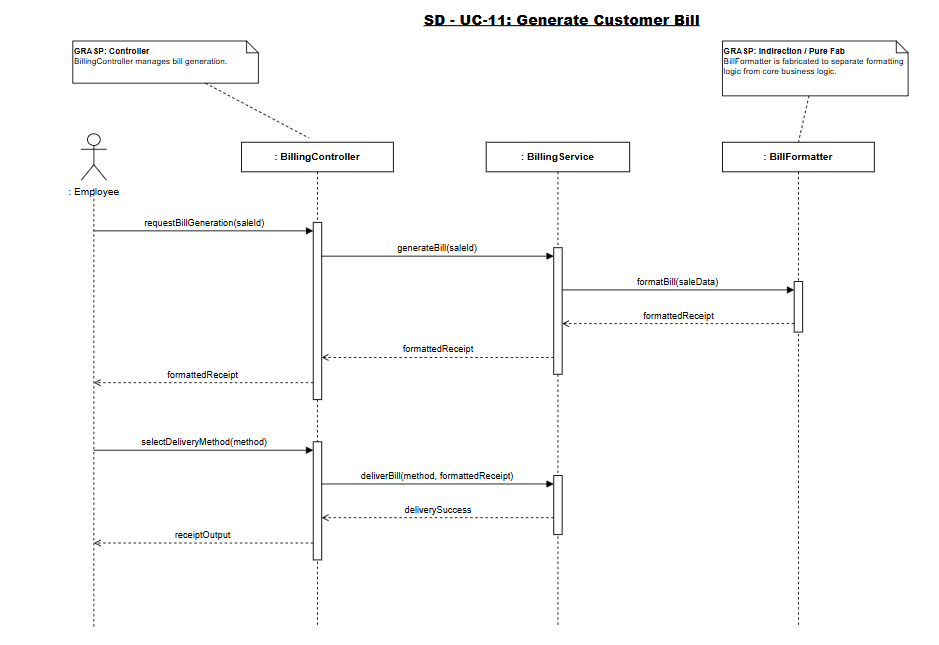 SD - UC-11: Generate Customer Bill
GRASP: Controller
BillingController manages bill generation.
GRASP: Indirection / Pure Fab
BillFormatter is fabricated to separate formatting
logic from core business logic.
: Employee
: BillingController
: BillingService
: BillFormatter
requestBillGeneration(saleId)
generateBill(saleId)
formatBill(saleData)
formattedReceipt
formattedReceipt
formattedReceipt
selectDeliveryMethod(method)
deliverBill(method, formattedReceipt)
deliverySuccess
receiptOutput